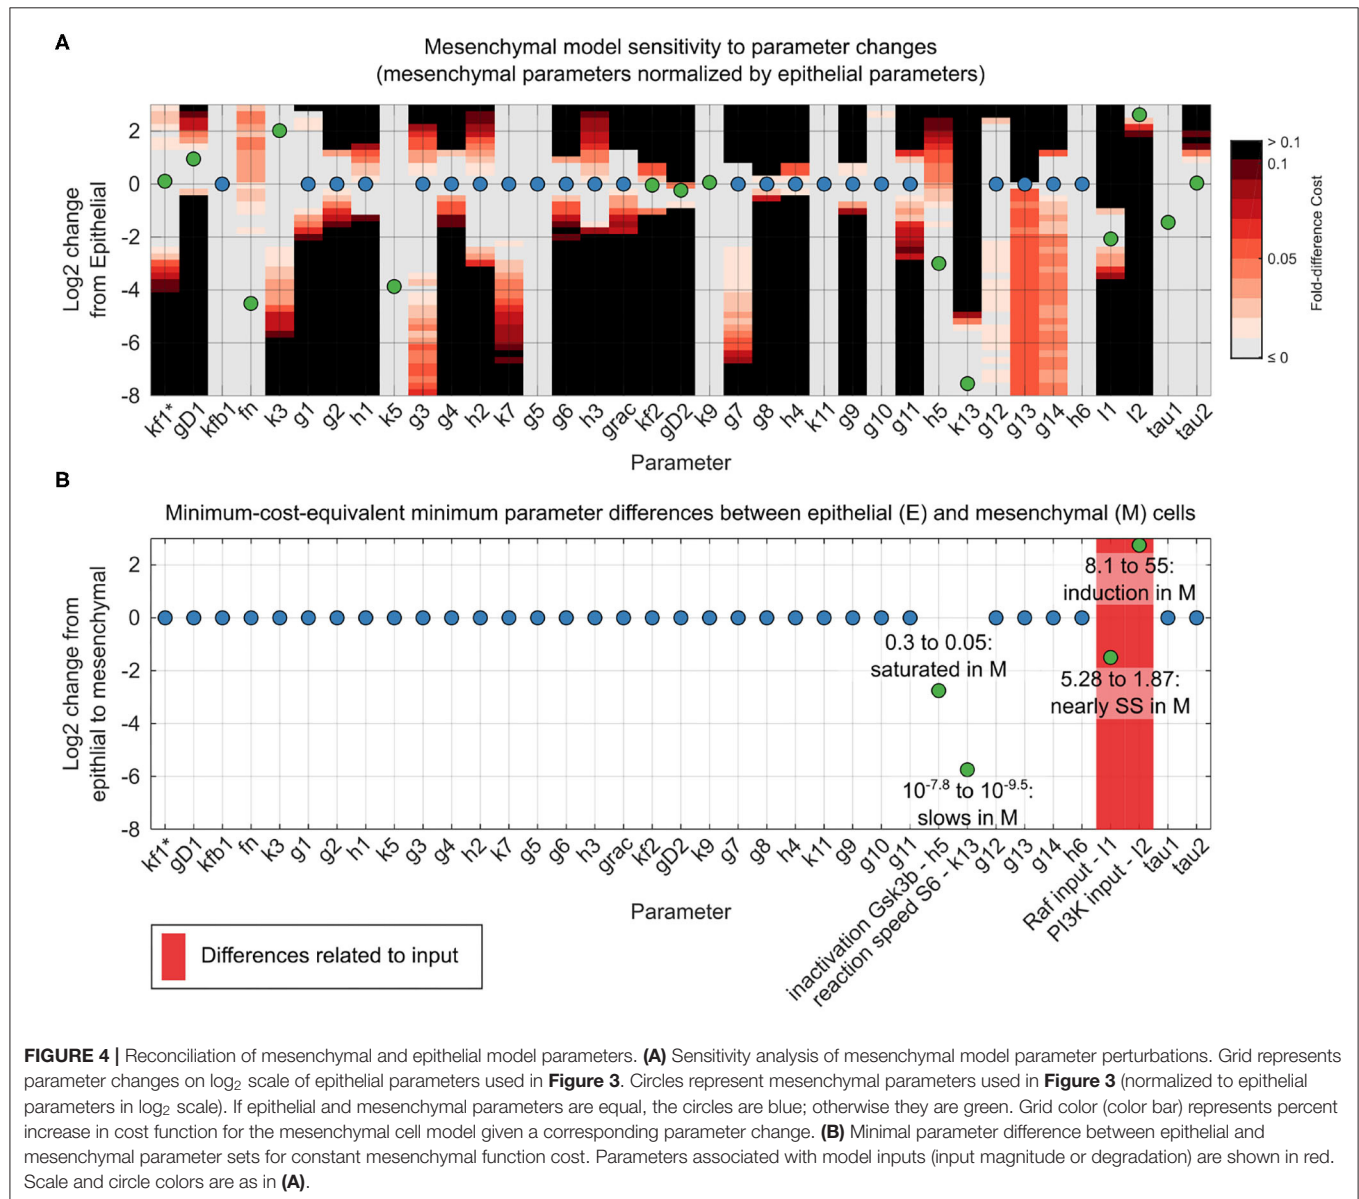 A
Mesenchymal model sensitivity to parameter changes
(mesenchymal parameters normalized by epithelial parameters)
Log2 change
from Epithelial
2
0
-2
-4
-6
-8
kf1* gD1 kfb1 fn k3 g1 g2 h1 k5 g3 g4 h2 k7 g5 g6 h3 grac kf2 gD2 k9 g7 g8 h4 k11 g9 g10 g11 h5 k13 g12 g13 g14 h6 I1 I2 tau1 tau2
Parameter
> 0.1
0.1
0.05
≤ 0
Fold-difference Cost
B
Minimum-cost-equivalent minimum parameter differences between epithelial (E) and mesenchymal (M) cells
Log2 change from
epithlial to mesenchymal
2
0
-2
-4
-6
-8
8.1 to 55:
induction in M
0.3 to 0.05:
saturated in M
5.28 to 1.87:
nearly SS in M
10^-7.8 to 10^-9.5:
slows in M
kf1* gD1 kfb1 fn k3 g1 g2 h1 k5 g3 g4 h2 k7 g5 g6 h3 grac kf2 gD2 k9 g7 g8 h4 k11 g9 g10 g11 inactivation Gsk3b - h5 reaction speed S6 - k13 g12 g13 g14 h6 Raf input - I1 PI3K input - I2 tau1 tau2
Parameter
Differences related to input
FIGURE 4 | Reconciliation of mesenchymal and epithelial model parameters. (A) Sensitivity analysis of mesenchymal model parameter perturbations. Grid represents
parameter changes on log2 scale of epithelial parameters used in Figure 3. Circles represent mesenchymal parameters used in Figure 3 (normalized to epithelial
parameters in log2 scale). If epithelial and mesenchymal parameters are equal, the circles are blue; otherwise they are green. Grid color (color bar) represents percent
increase in cost function for the mesenchymal cell model given a corresponding parameter change. (B) Minimal parameter difference between epithelial and
mesenchymal parameter sets for constant mesenchymal function cost. Parameters associated with model inputs (input magnitude or degradation) are shown in red.
Scale and circle colors are as in (A).